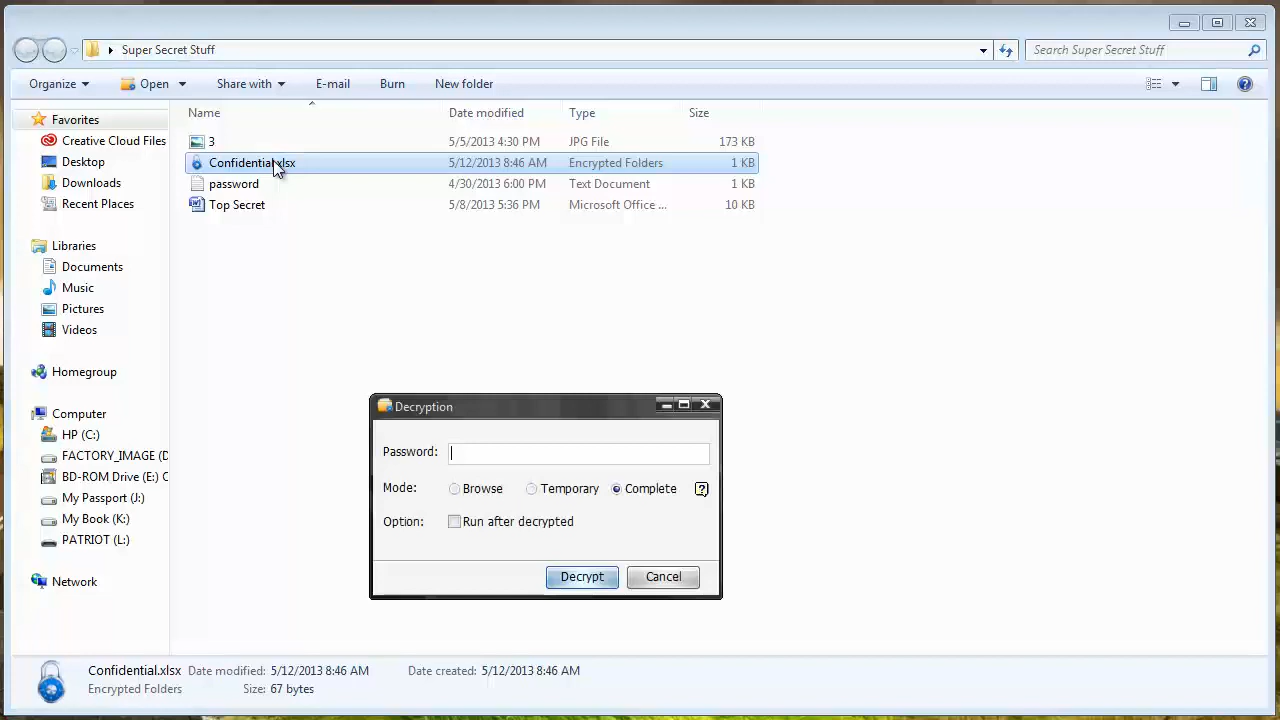 Super Secret Stuff
Search Super Secret Stuff
Organize Open Share with E-mail Burn New folder
Name Date modified Type Size
Favorites
Creative Cloud Files
Desktop
Downloads
Recent Places
Libraries
Documents
Music
Pictures
Videos
Homegroup
Computer
HP (C:)
FACTORY_IMAGE (D
BD-ROM Drive (E:) C
My Passport (J:)
My Book (K:)
PATRIOT (L:)
Network
3 5/5/2013 4:30 PM JPG File 173 KB
Confidential.xlsx 5/12/2013 8:46 AM Encrypted Folders 1 KB
password 4/30/2013 6:00 PM Text Document 1 KB
Top Secret 5/8/2013 5:36 PM Microsoft Office ... 10 KB
Decryption
Password:
Mode: Browse Temporary Complete ?
Option: Run after decrypted
Decrypt Cancel
Confidential.xlsx Date modified: 5/12/2013 8:46 AM Date created: 5/12/2013 8:46 AM
Encrypted Folders Size: 67 bytes